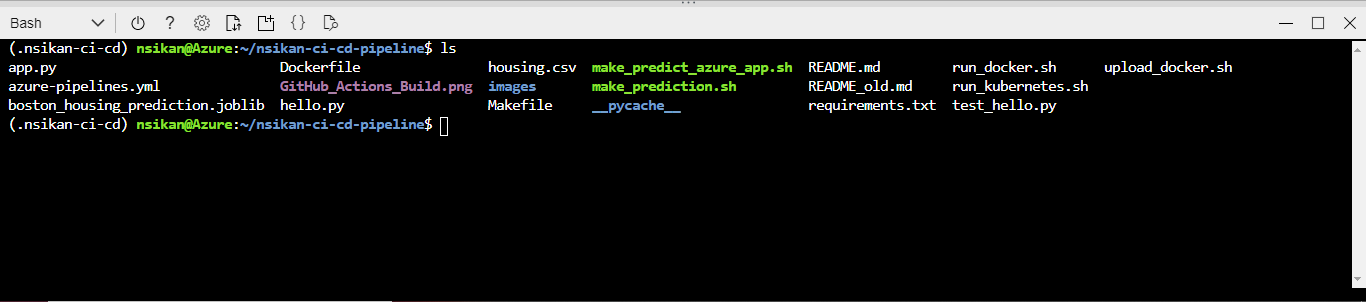 Bash ?  {}
(.nsikan-ci-cd) nsikan@Azure:~/nsikan-ci-cd-pipeline$ ls
app.py Dockerfile housing.csv make_predict_azure_app.sh README.md run_docker.sh upload_docker.sh
azure-pipelines.yml GitHub_Actions_Build.png images make_prediction.sh README_old.md run_kubernetes.sh
boston_housing_prediction.joblib hello.py Makefile __pycache__ requirements.txt test_hello.py
(.nsikan-ci-cd) nsikan@Azure:~/nsikan-ci-cd-pipeline$